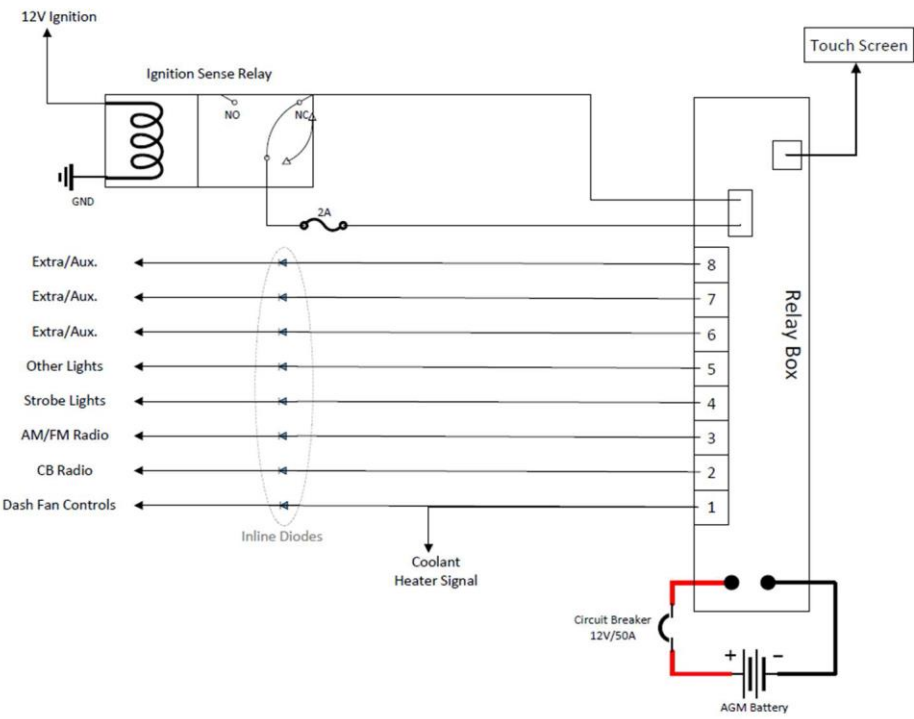 12V Ignition
Touch Screen
Ignition Sense Relay
NO
NC
GND
2A
Extra/Aux.
8
Extra/Aux.
7
Extra/Aux.
6
Other Lights
5
Strobe Lights
4
AM/FM Radio
3
CB Radio
2
Dash Fan Controls
1
Relay Box
Inline Diodes
Coolant
Heater Signal
Circuit Breaker
12V/50A
+ −
AGM Battery